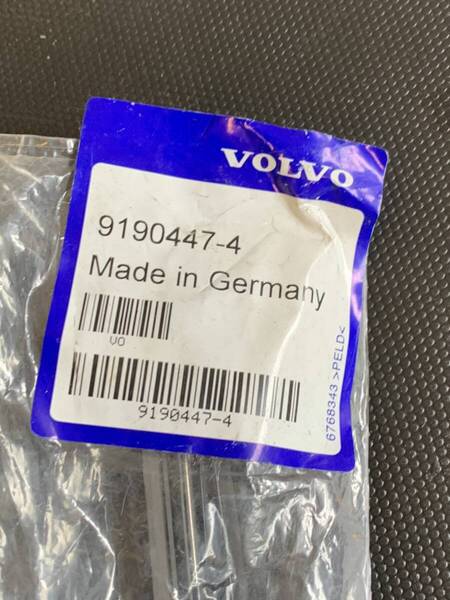 VOLVO
9190447-4
Made in Germany
VO
9190447-4
6768343 >PELD<